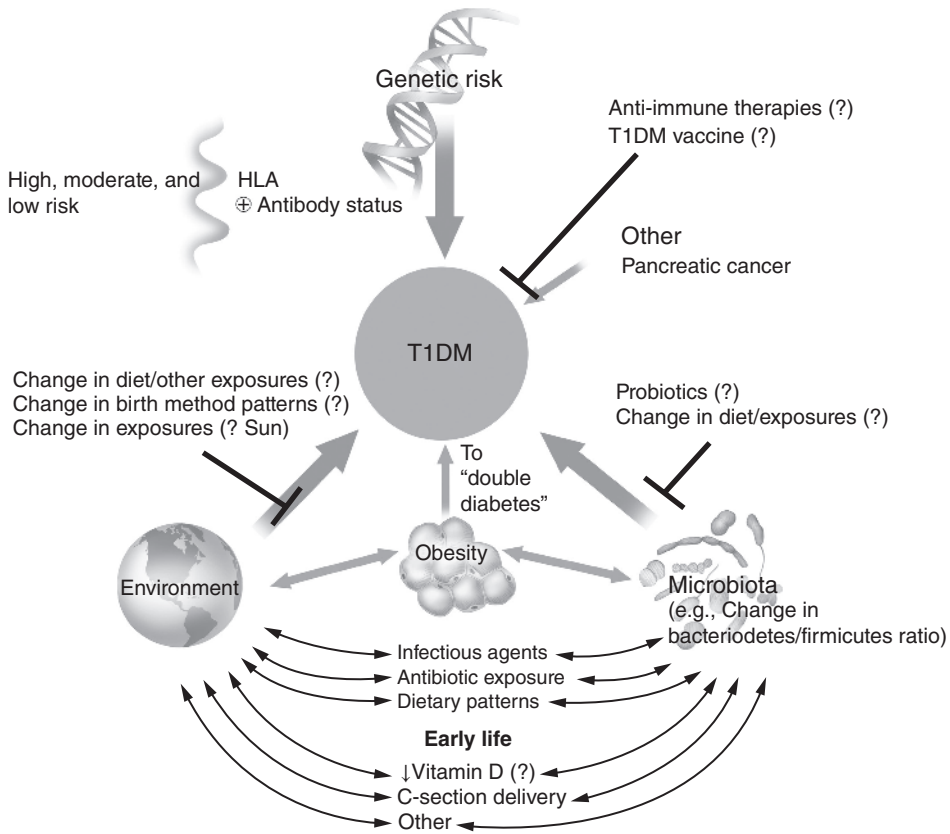 Genetic risk
Anti-immune therapies (?)
T1DM vaccine (?)
High, moderate, and
low risk
HLA
⊕ Antibody status
Other
Pancreatic cancer
T1DM
Change in diet/other exposures (?)
Change in birth method patterns (?)
Change in exposures (? Sun)
Probiotics (?)
Change in diet/exposures (?)
To
“double
diabetes”
Obesity
Environment
Microbiota
(e.g., Change in
bacteriodetes/firmicutes ratio)
Infectious agents
Antibiotic exposure
Dietary patterns
Early life
↓Vitamin D (?)
C-section delivery
Other